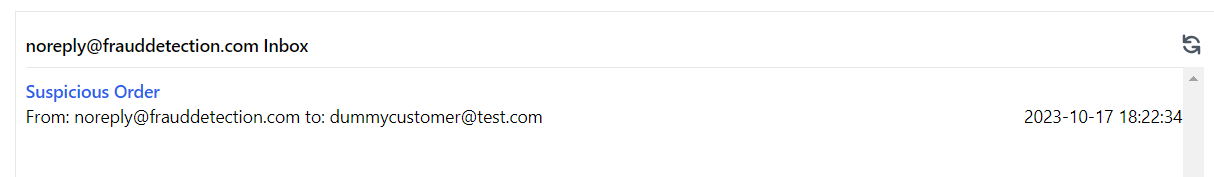 noreply@frauddetection.com Inbox
Suspicious Order
From: noreply@frauddetection.com to: dummycustomer@test.com 2023-10-17 18:22:34